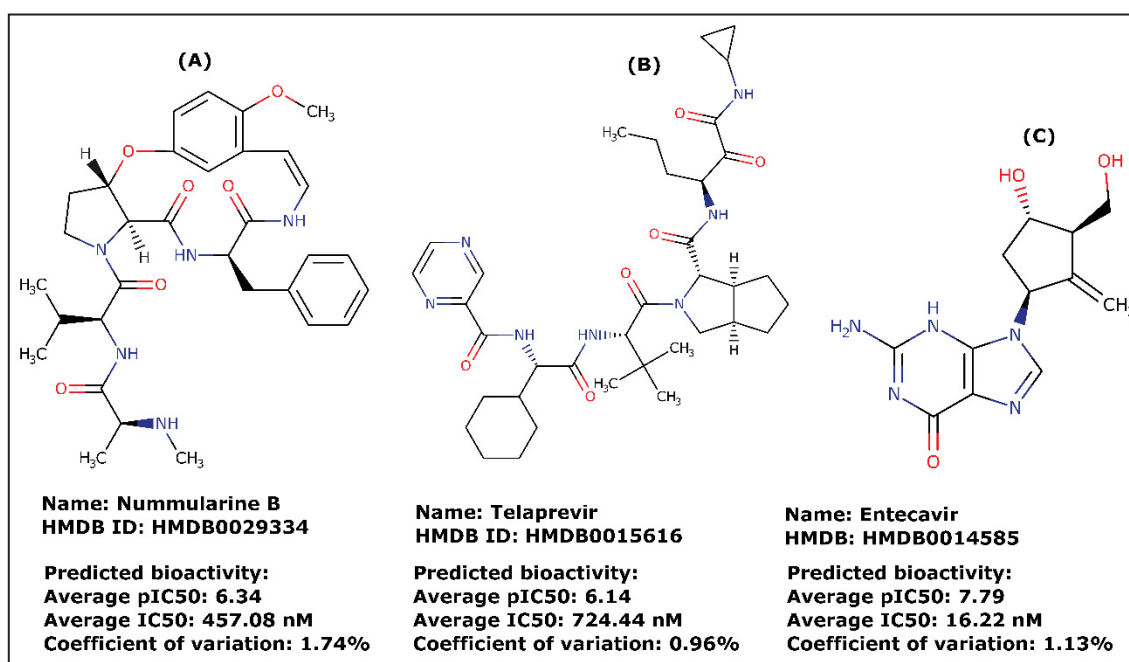 (A)
O
CH₃
H
O
O
O
N
H
NH
NH
O
H₃C
CH₃
NH
O
H₃C
NH
CH₃
(B)
NH
O
H₃C
O
NH
O
H
N
N
O
N
H
O
NH
NH
O
O
H₃C
CH₃
CH₃
(C)
HO
OH
CH₂
H₂N
H
N
N
N
N
O
Name: Nummularine B
HMDB ID: HMDB0029334
Predicted bioactivity:
Average pIC50: 6.34
Average IC50: 457.08 nM
Coefficient of variation: 1.74%
Name: Telaprevir
HMDB ID: HMDB0015616
Predicted bioactivity:
Average pIC50: 6.14
Average IC50: 724.44 nM
Coefficient of variation: 0.96%
Name: Entecavir
HMDB: HMDB0014585
Predicted bioactivity:
Average pIC50: 7.79
Average IC50: 16.22 nM
Coefficient of variation: 1.13%